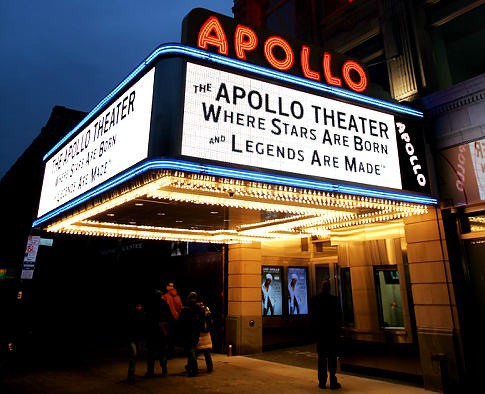 APOLLO
THE APOLLO THEATER
WHERE STARS ARE BORN
AND LEGENDS ARE MADE™
THE APOLLO THEATER
WHERE STARS ARE BORN
AND LEGENDS ARE MADE
APOLLO